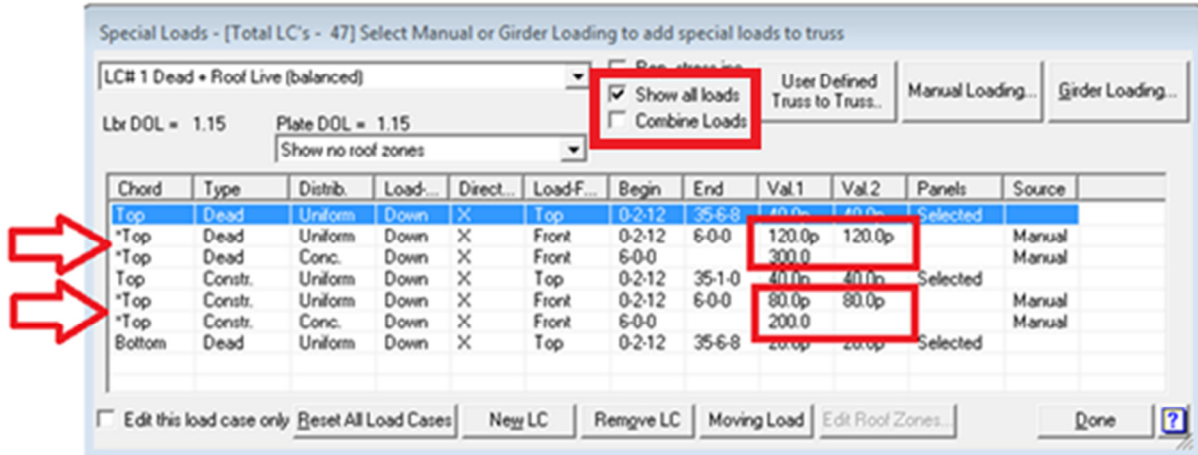 Special Loads - [Total LC's - 47] Select Manual or Girder Loading to add special loads to truss
LC# 1 Dead + Roof Live (balanced)
Show all loads
Combine Loads
User Defined
Truss to Truss..
Manual Loading...
Girder Loading...
Lbr DOL = 1.15 Plate DOL = 1.15
Show no roof zones
Chord Type Distrib. Load-... Direct... Load-F... Begin End Val.1 Val.2 Panels Source
Top Dead Uniform Down X Top 0-2-12 35-6-8 40.0p 40.0p Selected
*Top Dead Uniform Down X Front 0-2-12 6-0-0 120.0p 120.0p Manual
*Top Dead Conc. Down X Front 6-0-0 300.0 Manual
Top Constr. Uniform Down X Top 0-2-12 35-1-0 40.0p 40.0p Selected
*Top Constr. Uniform Down X Front 0-2-12 6-0-0 80.0p 80.0p Manual
*Top Constr. Conc. Down X Front 6-0-0 200.0 Manual
Bottom Dead Uniform Down X Top 0-2-12 35-6-8 20.0p 20.0p Selected
Edit this load case only Reset All Load Cases New LC Remove LC Moving Load Edit Roof Zones... Done ?